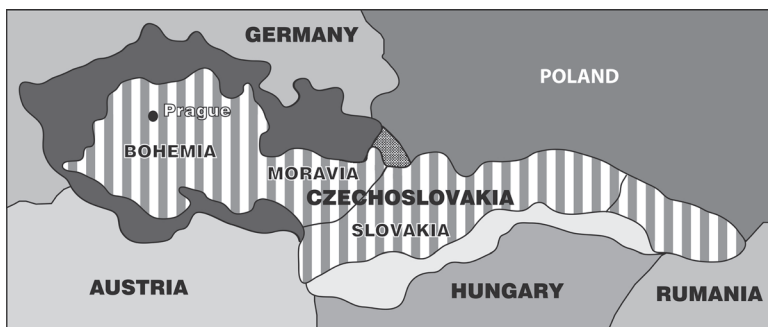 GERMANY
POLAND
Prague
BOHEMIA
MORAVIA
CZECHOSLOVAKIA
SLOVAKIA
AUSTRIA
HUNGARY
RUMANIA